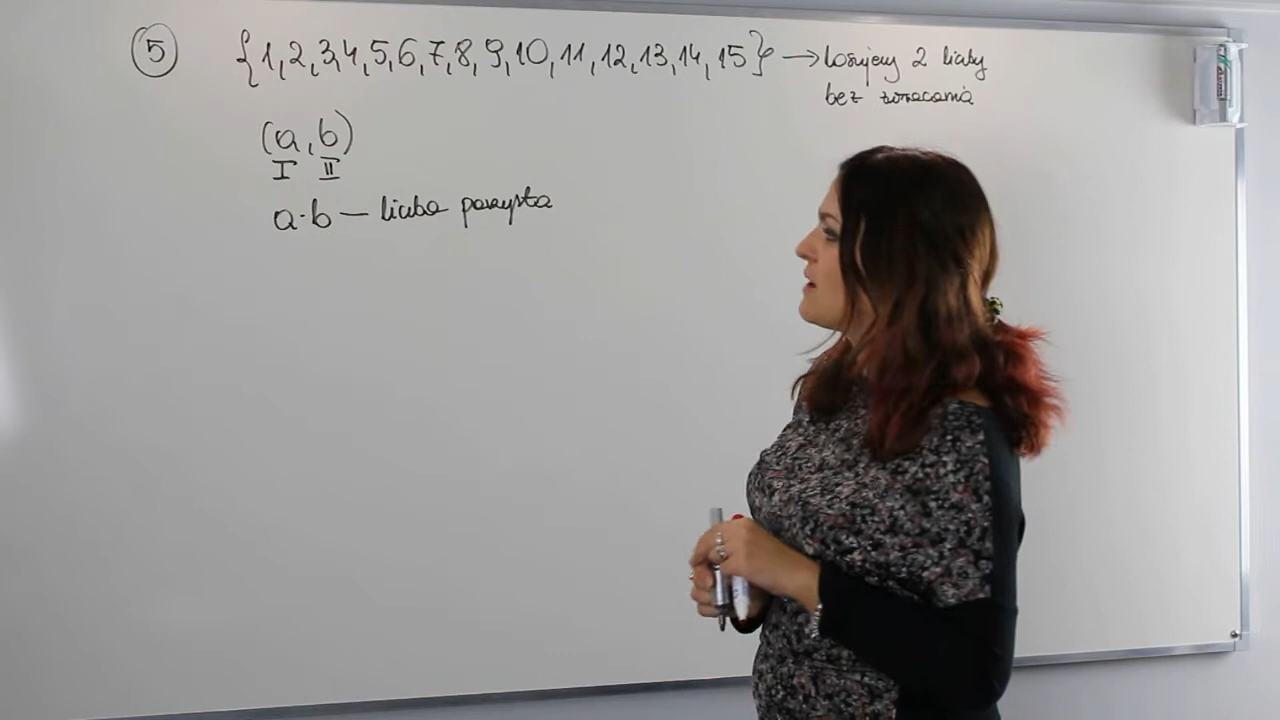 5 {1,2,3,4,5,6,7,8,9,10,11,12,13,14,15} → losujemy 2 liczby
bez zwracania
(a,b)
I II
a·b — liczba parzysta